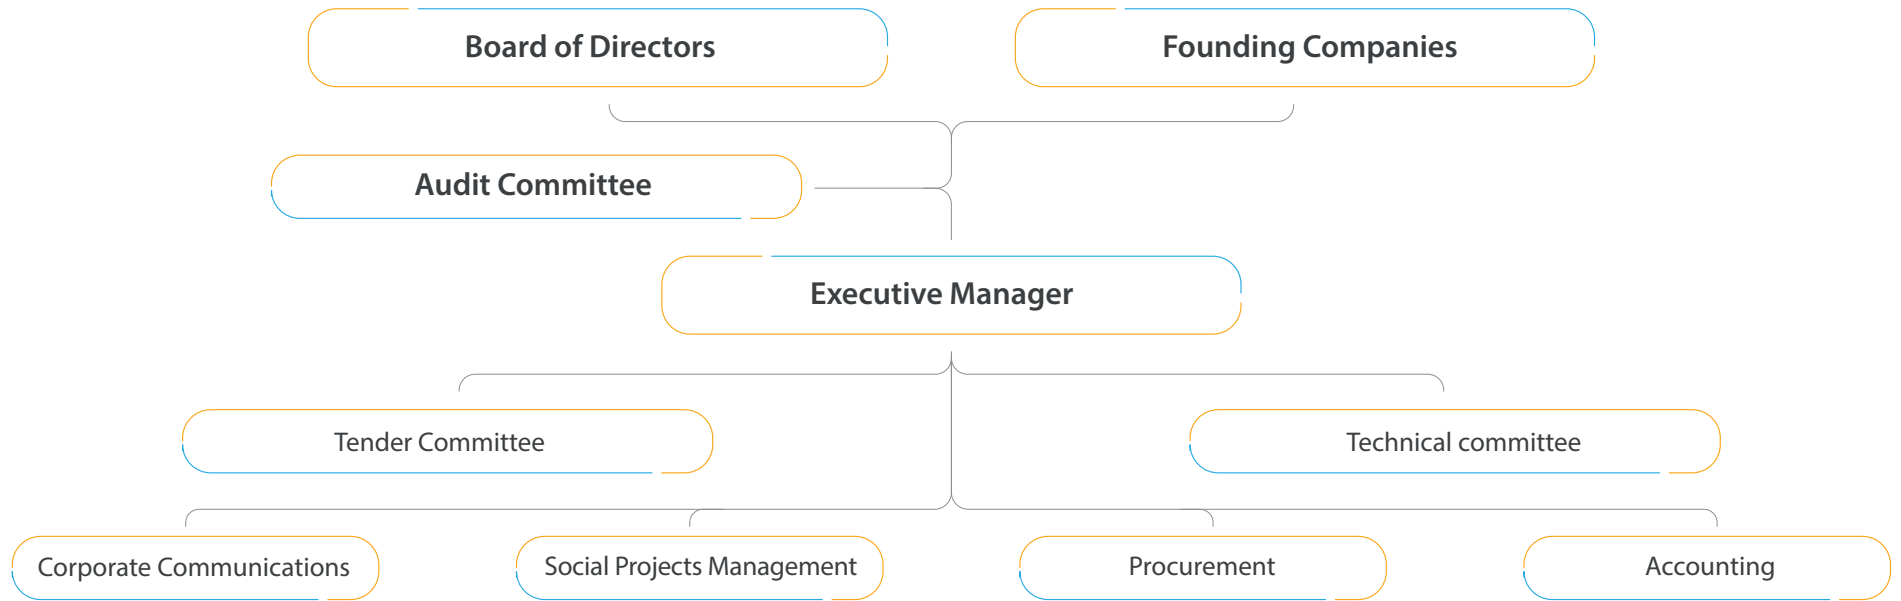 Board of Directors
Founding Companies
Audit Committee
Executive Manager
Tender Committee
Technical committee
Corporate Communications
Social Projects Management
Procurement
Accounting